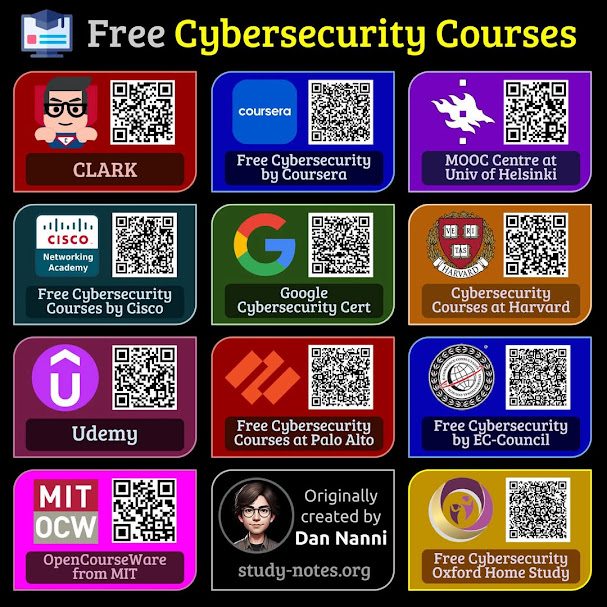 Free Cybersecurity Courses
CLARK
coursera
Free Cybersecurity
by Coursera
MOOC Centre at
Univ of Helsinki
CISCO
Networking
Academy
Free Cybersecurity
Courses by Cisco
Google
Cybersecurity Cert
VE RI
TAS
HARVARD
Cybersecurity
Courses at Harvard
Udemy
Free Cybersecurity
Courses at Palo Alto
Free Cybersecurity
by EC-Council
MIT
OCW
OpenCourseWare
from MIT
Originally
created by
Dan Nanni
study-notes.org
Free Cybersecurity
Oxford Home Study